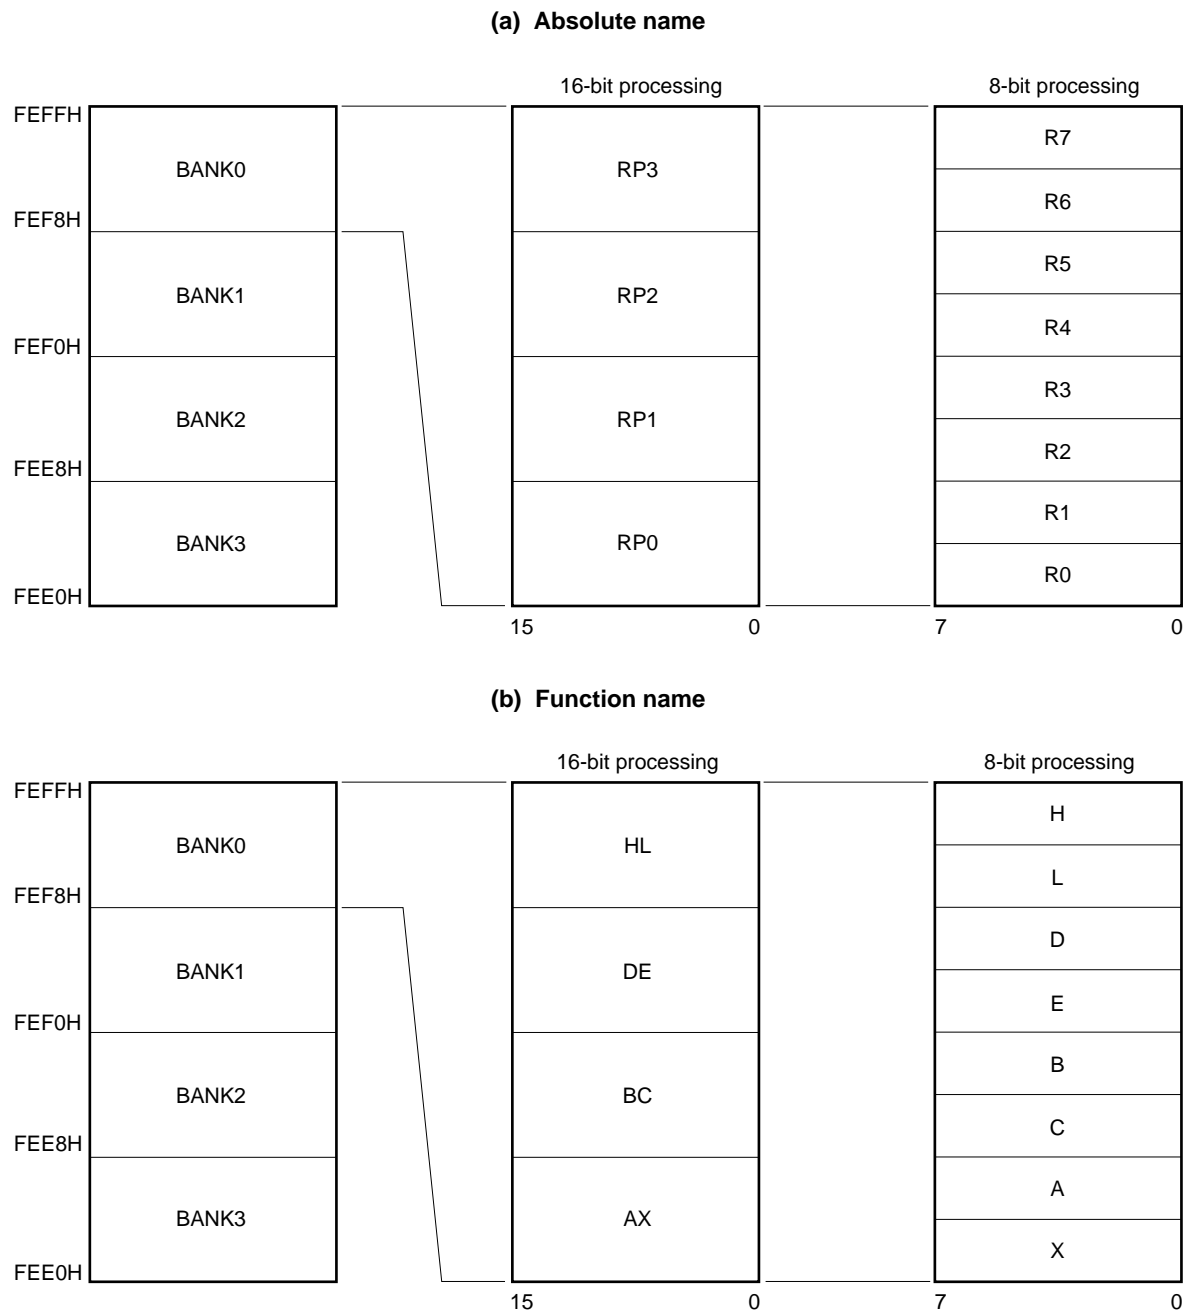 (a) Absolute name
16-bit processing
8-bit processing
FEFFH
BANK0
RP3
R7
R6
FEF8H
BANK1
RP2
R5
R4
FEF0H
BANK2
RP1
R3
R2
FEE8H
BANK3
RP0
R1
R0
FEE0H
15
0
7
0
(b) Function name
16-bit processing
8-bit processing
FEFFH
BANK0
HL
H
L
FEF8H
BANK1
DE
D
E
FEF0H
BANK2
BC
B
C
FEE8H
BANK3
AX
A
X
FEE0H
15
0
7
0